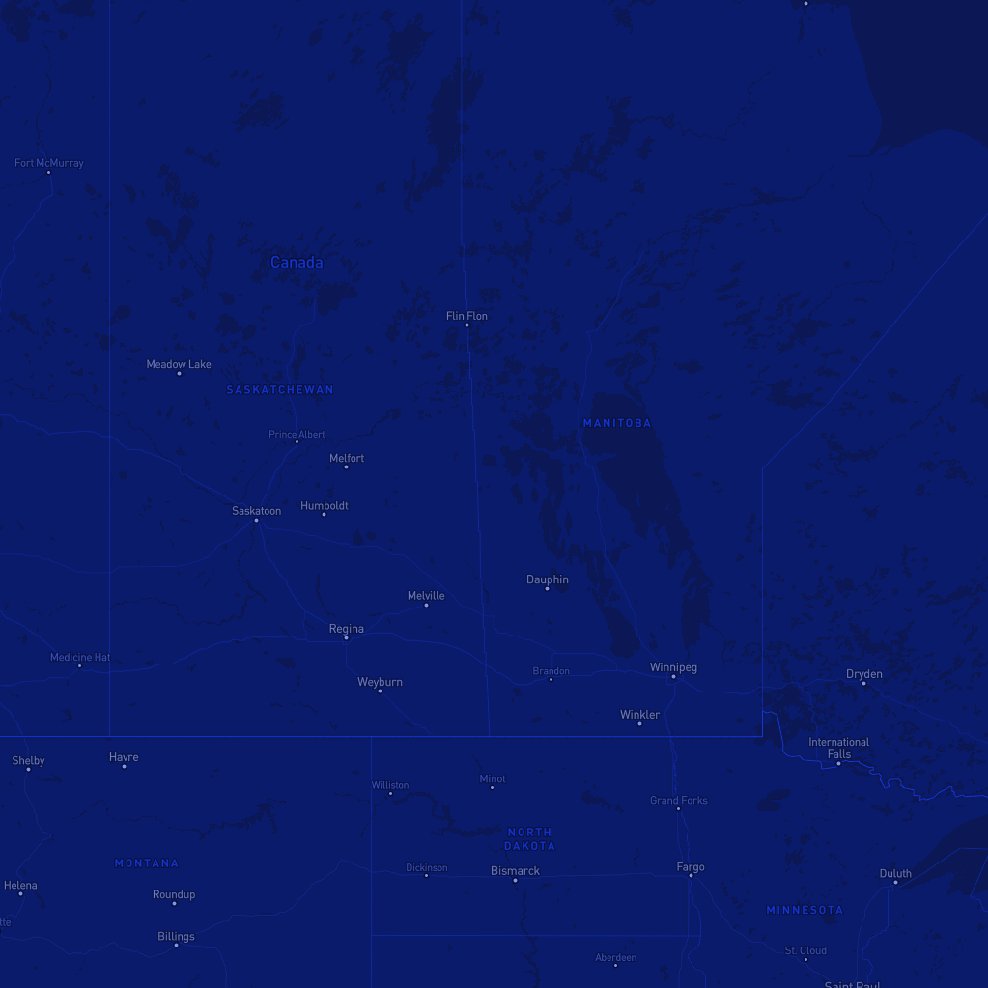 Fort McMurray
Canada
Flin Flon
Meadow Lake
SASKATCHEWAN
MANITOBA
Prince Albert
Melfort
Saskatoon
Humboldt
Dauphin
Melville
Regina
Medicine Hat
Winnipeg
Brandon
Dryden
Weyburn
Winkler
International
Falls
Shelby
Havre
Minot
Williston
Grand Forks
NORTH
DAKOTA
MONTANA
Dickinson
Bismarck
Fargo
Duluth
Helena
Roundup
MINNESOTA
tte
Billings
St. Cloud
Aberdeen
Saint Paul